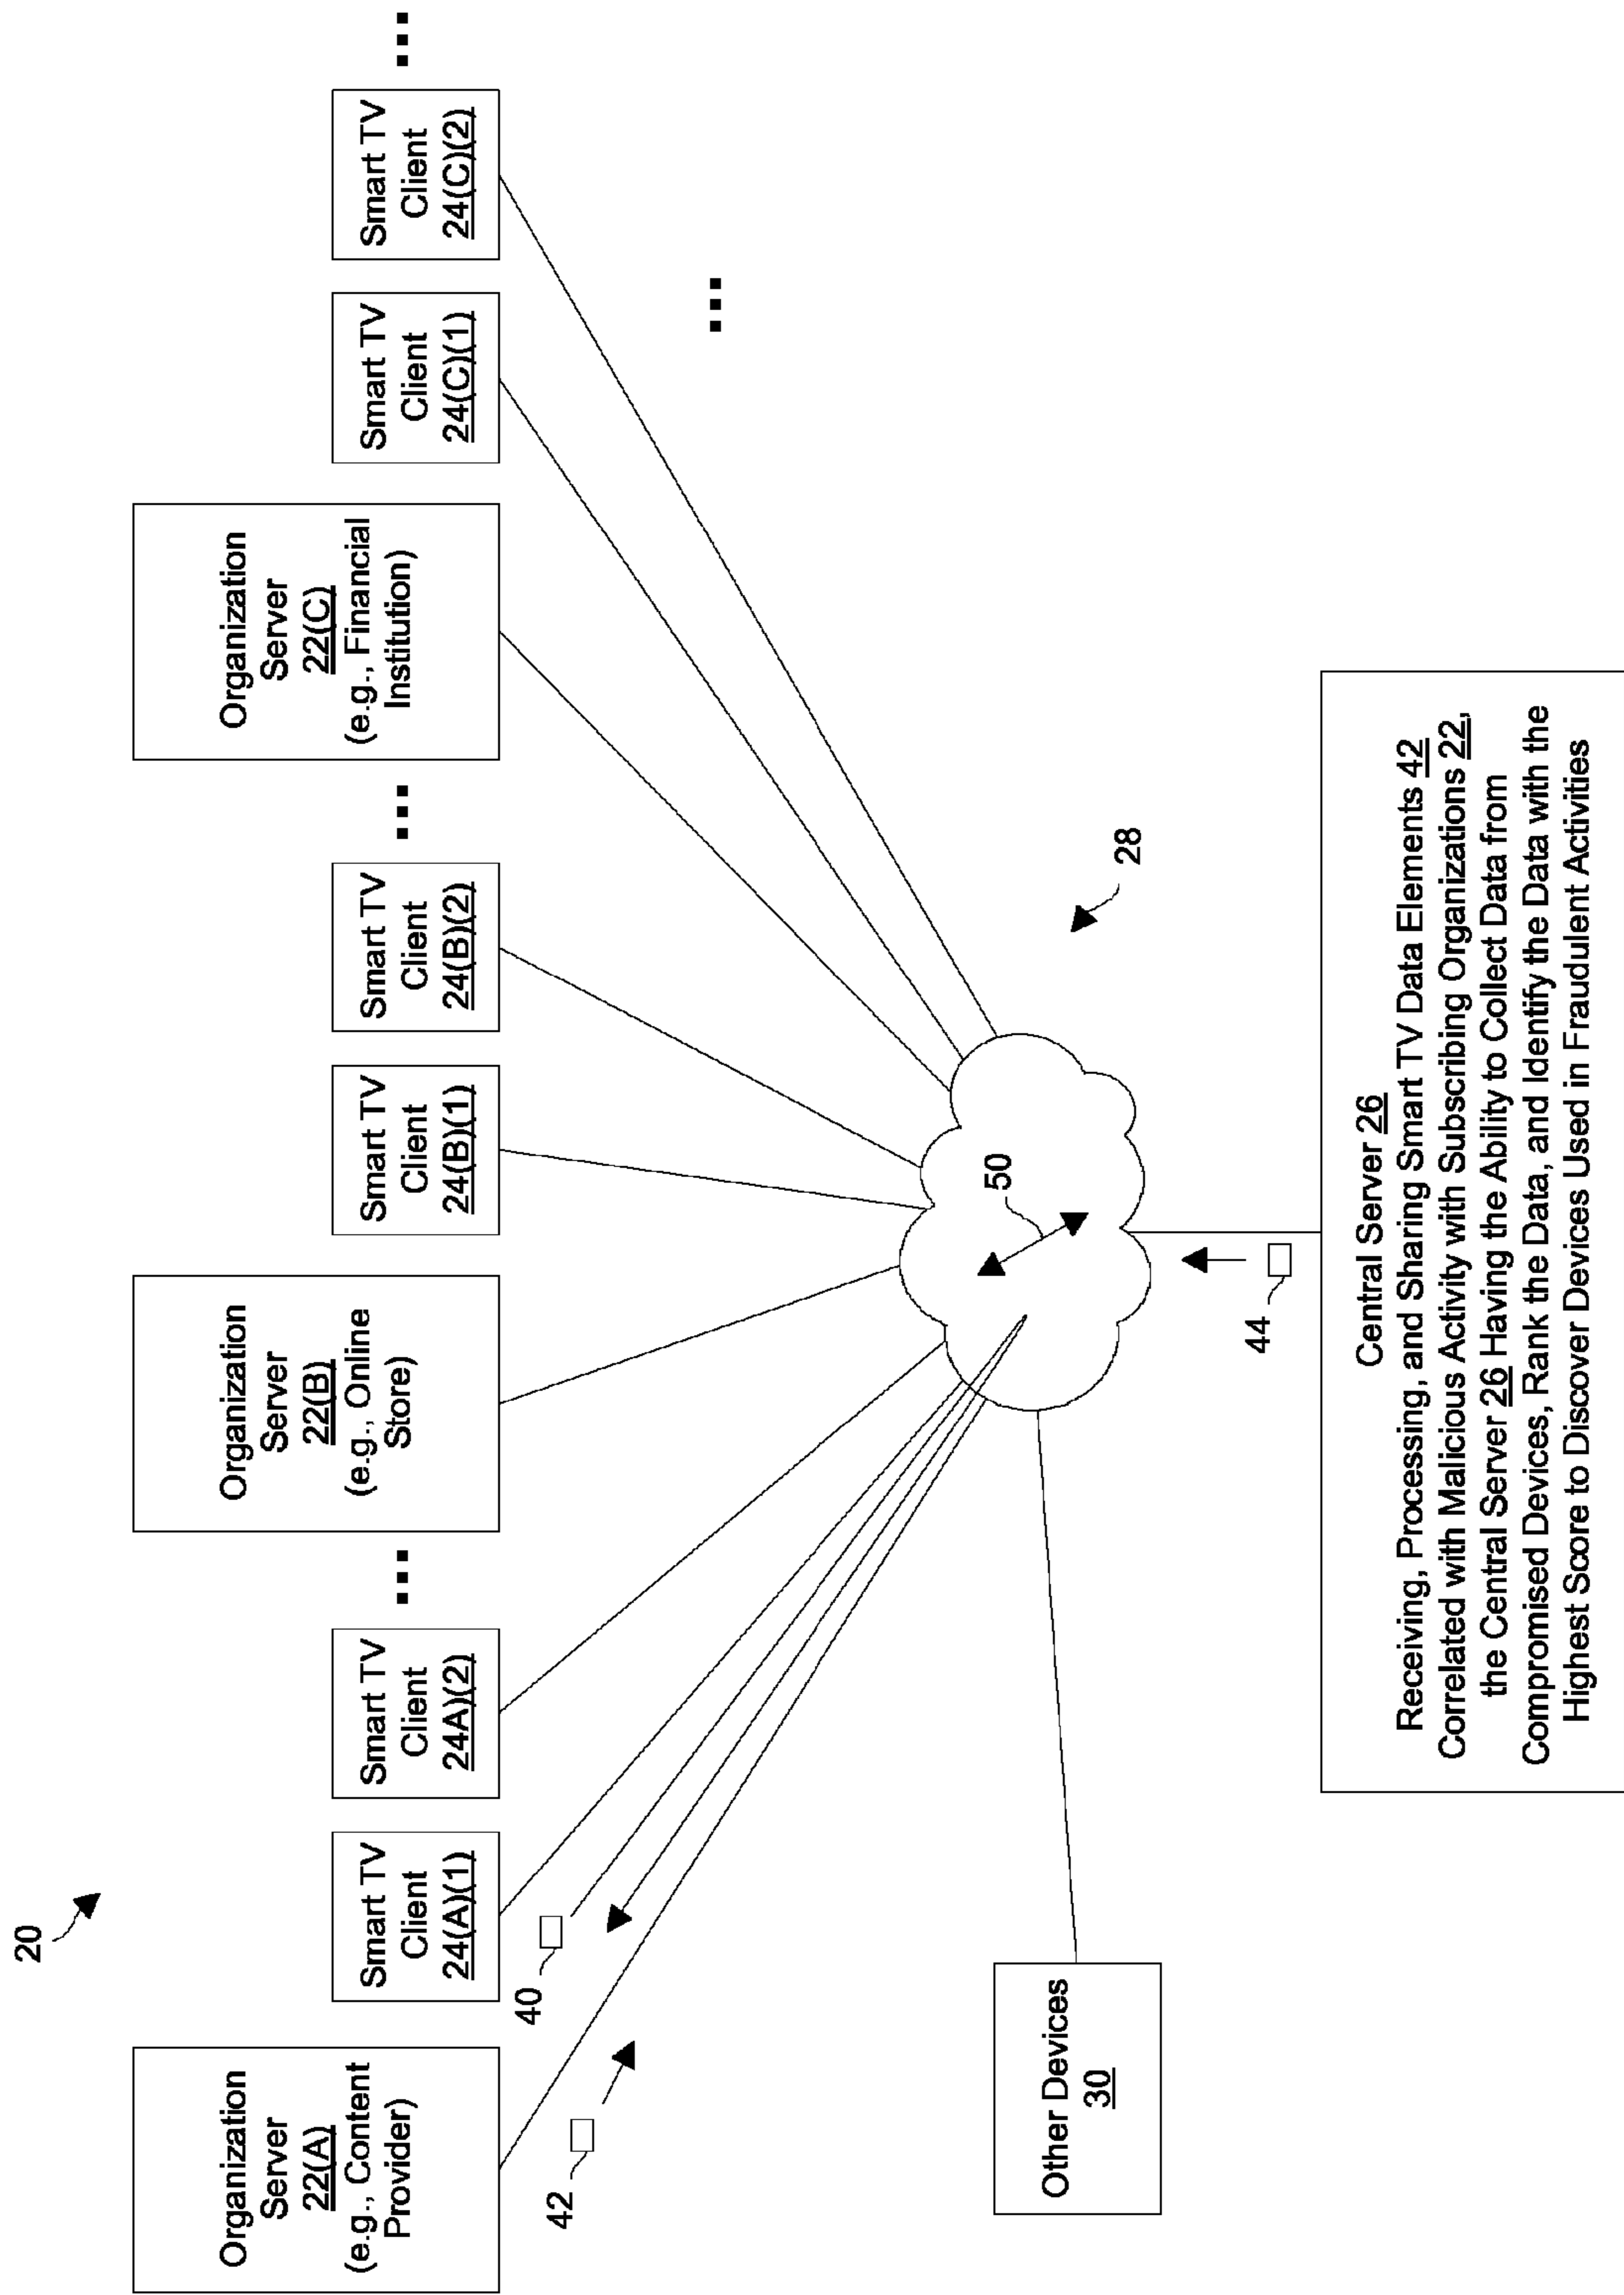 20
Organization
Server
22(A)
(e.g., Content
Provider)
Smart TV
Client
24(A)(1)
Smart TV
Client
24A)(2)
...
Organization
Server
22(B)
(e.g., Online
Store)
Smart TV
Client
24(B)(1)
Smart TV
Client
24(B)(2)
...
Organization
Server
22(C)
(e.g., Financial
Institution)
Smart TV
Client
24(C)(1)
Smart TV
Client
24(C)(2)
...
42
40
...
50
28
Other Devices
30
44
Central Server 26
Receiving, Processing, and Sharing Smart TV Data Elements 42
Correlated with Malicious Activity with Subscribing Organizations 22,
the Central Server 26 Having the Ability to Collect Data from
Compromised Devices, Rank the Data, and Identify the Data with the
Highest Score to Discover Devices Used in Fraudulent Activities